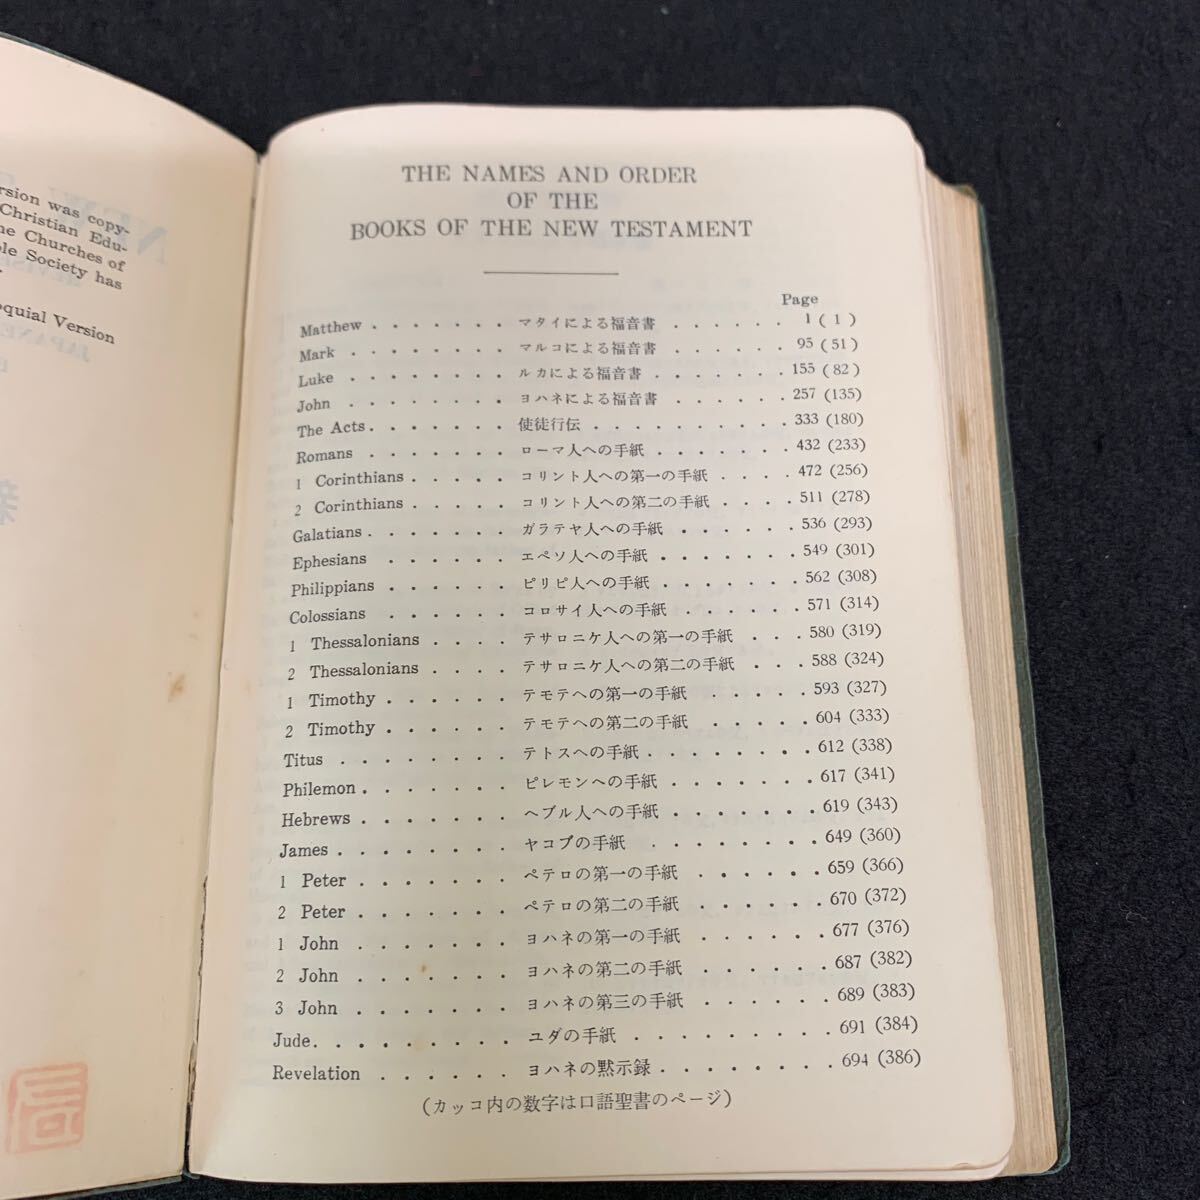 rsion was copy-
Christian Edu-
ne Churches of
ble Society has
oquial Version
THE NAMES AND ORDER
OF THE
BOOKS OF THE NEW TESTAMENT
Page
Matthew . . . . . . . マタイによる福音書 . . . . . . 1 ( 1 )
Mark . . . . . . . . マルコによる福音書 . . . . . . 95 ( 51 )
Luke . . . . . . . . ルカによる福音書 . . . . . . . 155 ( 82 )
John . . . . . . . . ヨハネによる福音書 . . . . . . 257 (135)
The Acts. . . . . . . 使徒行伝 . . . . . . . . . . 333 (180)
Romans . . . . . . . ローマ人への手紙 . . . . . . . 432 (233)
1 Corinthians . . . . . コリント人への第一の手紙 . . . . 472 (256)
2 Corinthians . . . . . コリント人への第二の手紙 . . . . 511 (278)
Galatians . . . . . . . ガラテヤ人への手紙 . . . . . . 536 (293)
Ephesians . . . . . . エペソ人への手紙 . . . . . . . 549 (301)
Philippians . . . . . . ピリピ人への手紙 . . . . . . . 562 (308)
Colossians . . . . . . コロサイ人への手紙 . . . . . . 571 (314)
1 Thessalonians . . . . テサロニケ人への第一の手紙 . . . 580 (319)
2 Thessalonians . . . . テサロニケ人への第二の手紙 . . . 588 (324)
1 Timothy . . . . . . テモテへの第一の手紙 . . . . . 593 (327)
2 Timothy . . . . . . テモテへの第二の手紙 . . . . . 604 (333)
Titus . . . . . . . . テトスへの手紙 . . . . . . . . 612 (338)
Philemon . . . . . . . ピレモンへの手紙 . . . . . . . 617 (341)
Hebrews . . . . . . . ヘブル人への手紙 . . . . . . . 619 (343)
James . . . . . . . . ヤコブの手紙 . . . . . . . . 649 (360)
1 Peter . . . . . . . ペテロの第一の手紙 . . . . . . 659 (366)
2 Peter . . . . . . . ペテロの第二の手紙 . . . . . . 670 (372)
1 John . . . . . . . ヨハネの第一の手紙 . . . . . . 677 (376)
2 John . . . . . . . ヨハネの第二の手紙 . . . . . . 687 (382)
3 John . . . . . . . ヨハネの第三の手紙 . . . . . . 689 (383)
Jude. . . . . . . . . ユダの手紙 . . . . . . . . . 691 (384)
Revelation . . . . . . ヨハネの黙示録 . . . . . . . . 694 (386)
(カッコ内の数字は口語聖書のページ)